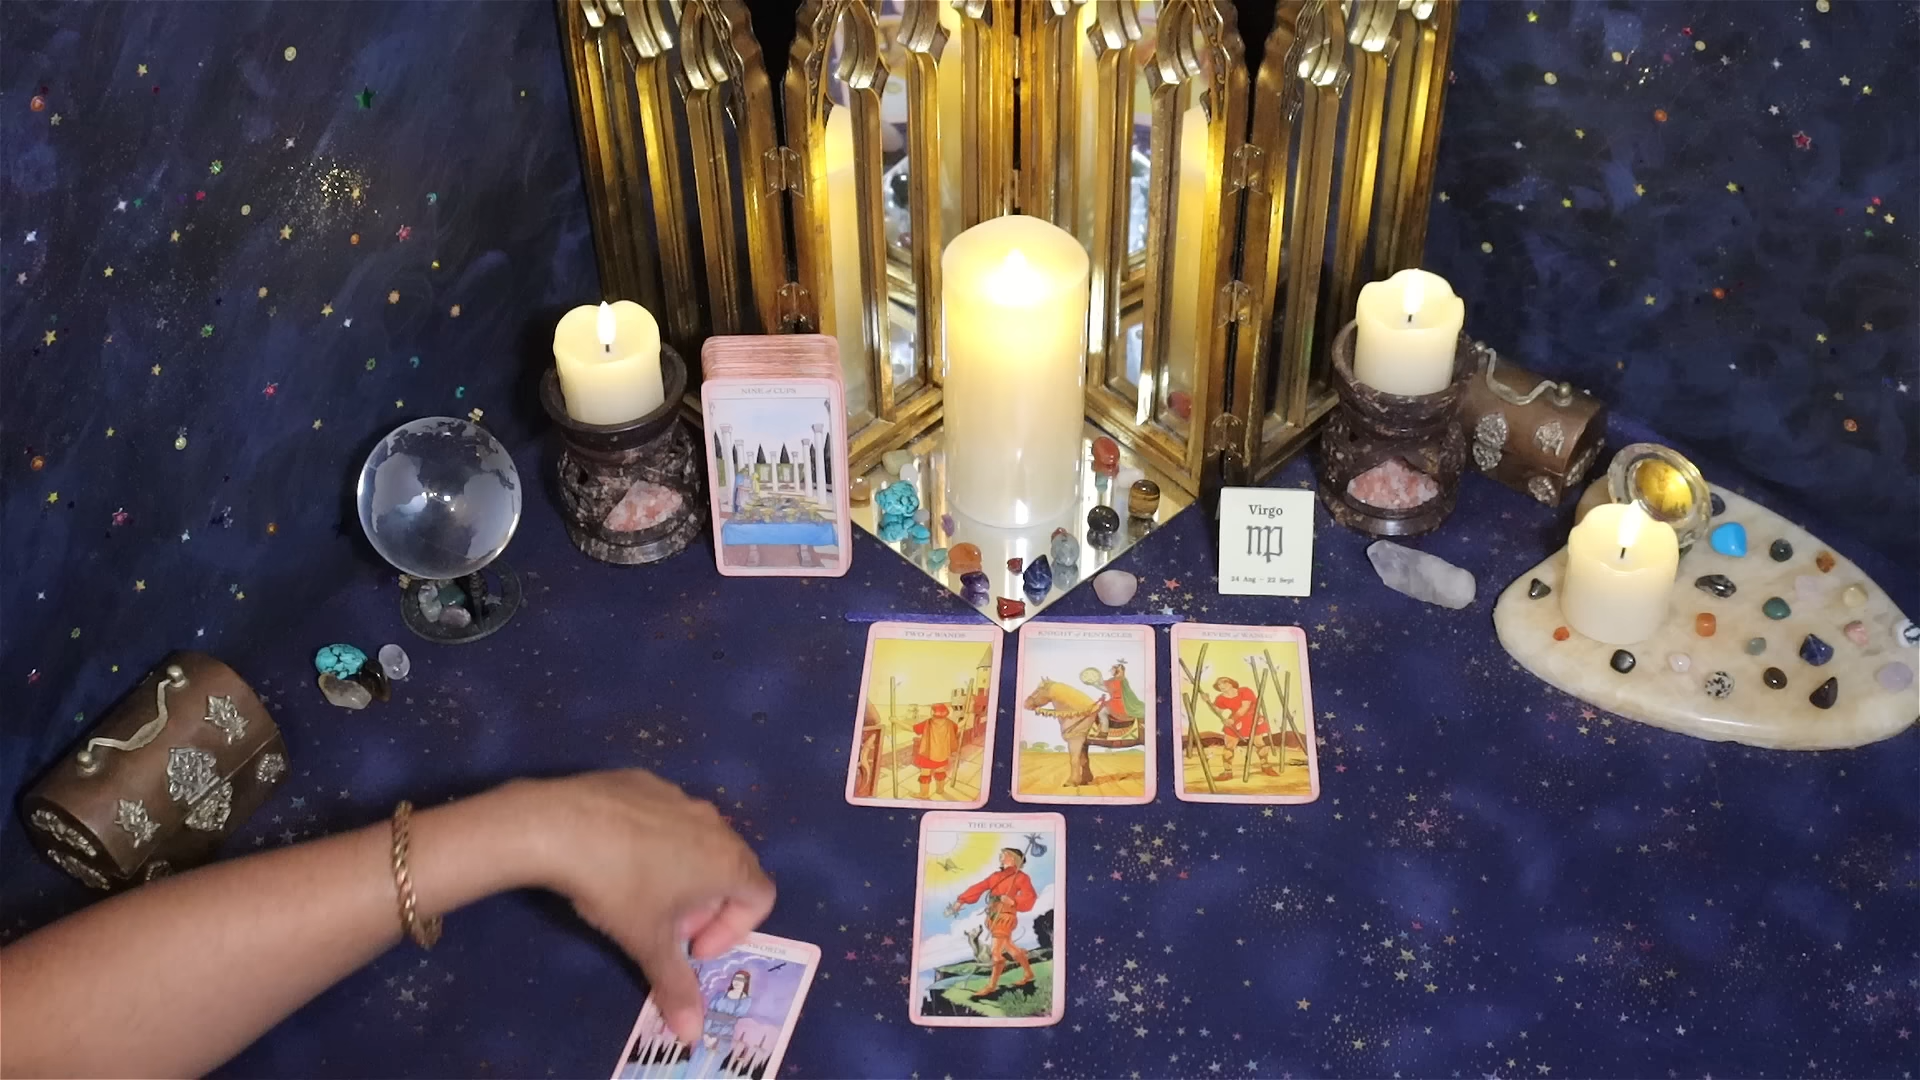 NINE of CUPS
Virgo
24 Aug - 22 Sept
TWO of WANDS
KNIGHT of PENTACLES
SEVEN of WANDS
THE FOOL
SWORDS